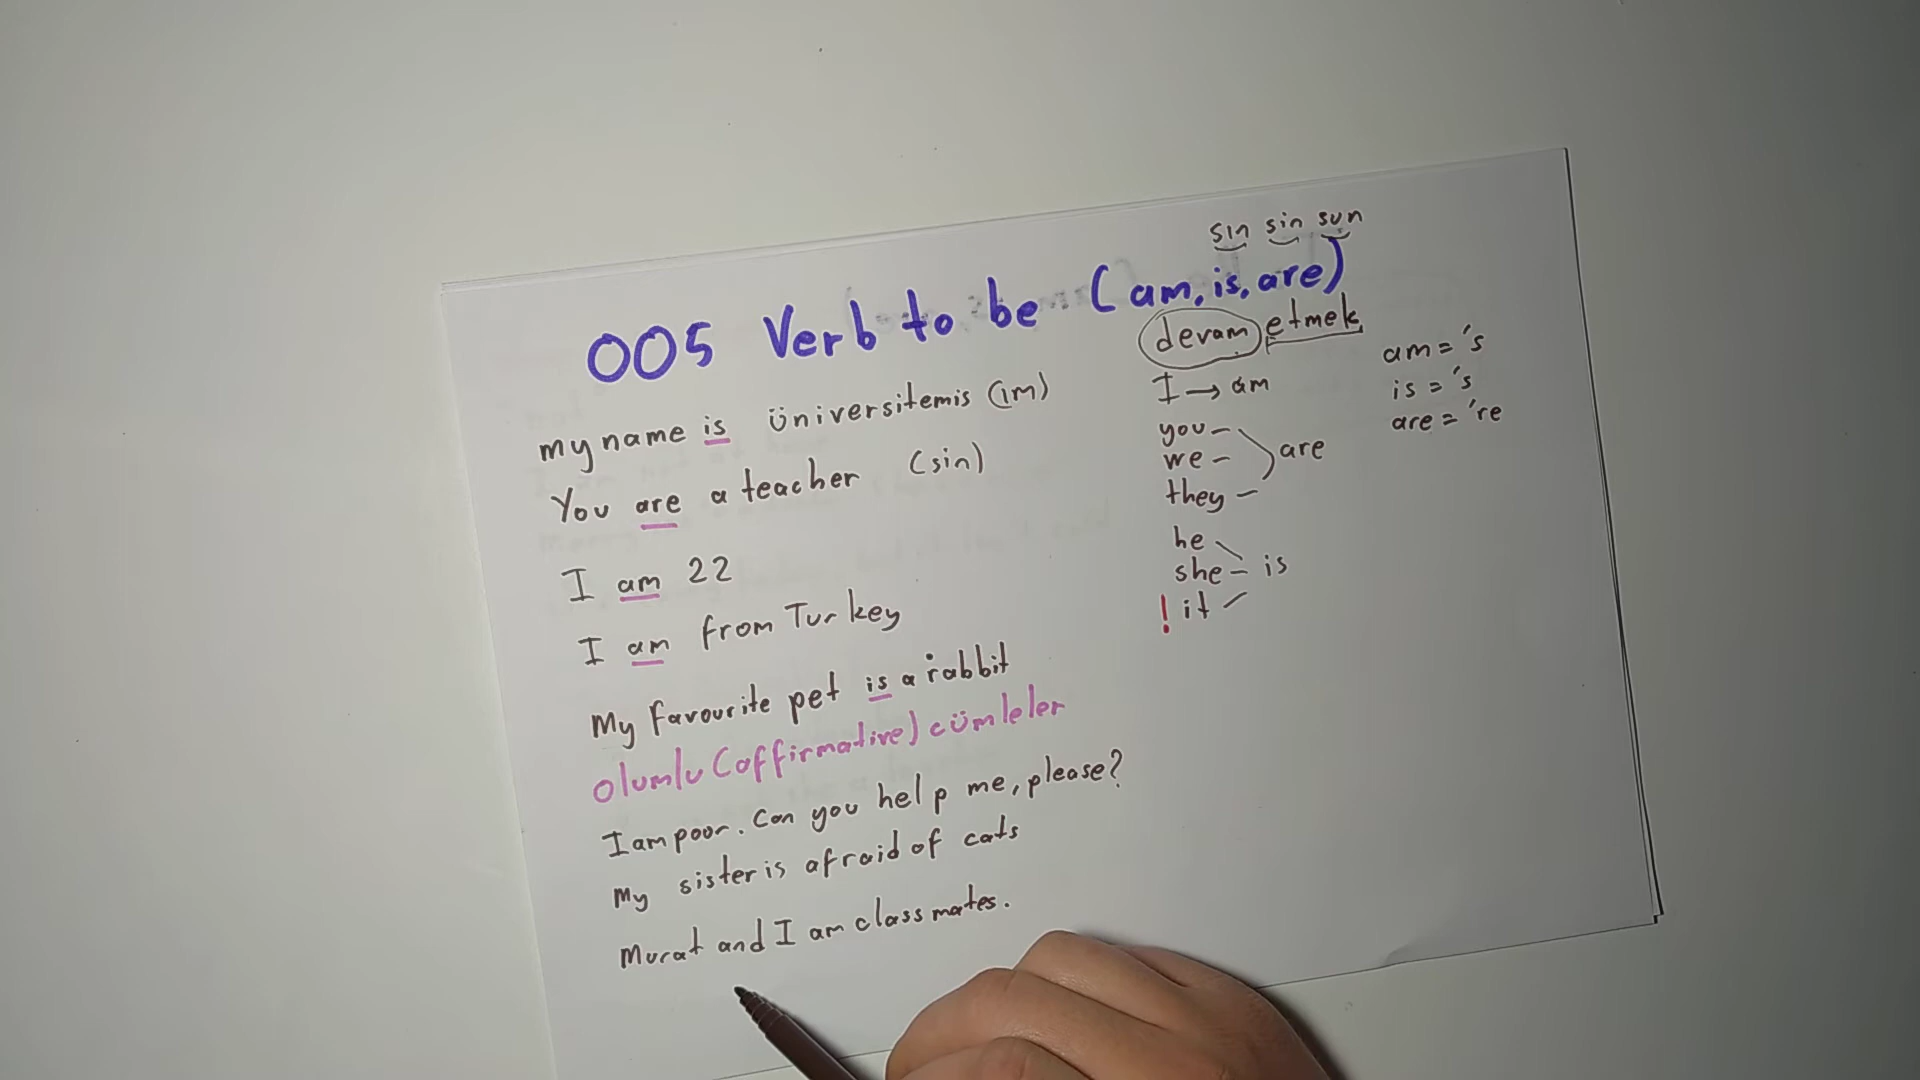 sın sin sun
005 Verb to be (am, is, are)
devam etmek
my name is üniversitemis (im)
You are a teacher (sin)
I am 22
I am from Turkey
My favourite pet is a rabbit
olumlu (affirmative) cümleler
I am poor. Can you help me, please?
My sister is afraid of cats
Murat and I am classmates.
I → am
you
we
they
are
he
she
! it
is
am = 's
is = 's
are = 're